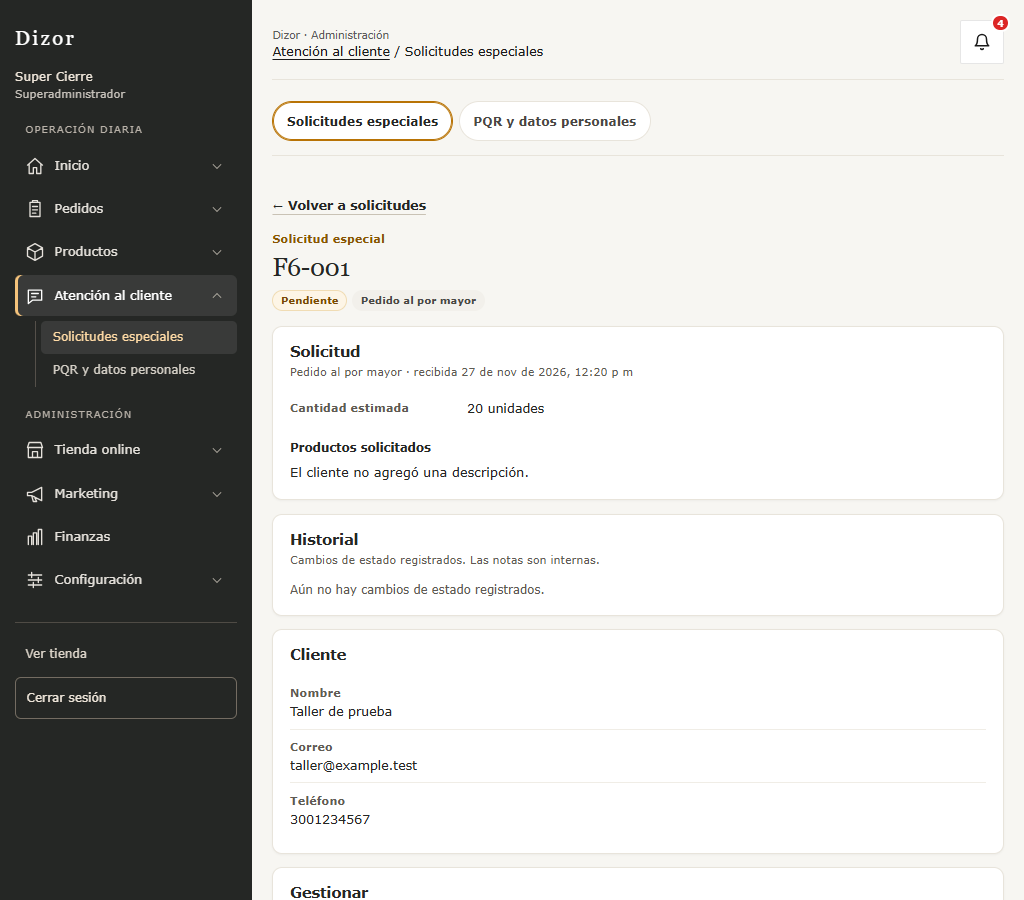 Dizor
Super Cierre
Superadministrador
OPERACIÓN DIARIA
Inicio
Pedidos
Productos
Atención al cliente
Solicitudes especiales
PQR y datos personales
ADMINISTRACIÓN
Tienda online
Marketing
Finanzas
Configuración
Ver tienda
Cerrar sesión
Dizor · Administración
Atención al cliente / Solicitudes especiales
4
Solicitudes especiales
PQR y datos personales
← Volver a solicitudes
Solicitud especial
F6-001
Pendiente
Pedido al por mayor
Solicitud
Pedido al por mayor · recibida 27 de nov de 2026, 12:20 p m
Cantidad estimada 20 unidades
Productos solicitados
El cliente no agregó una descripción.
Historial
Cambios de estado registrados. Las notas son internas.
Aún no hay cambios de estado registrados.
Cliente
Nombre
Taller de prueba
Correo
taller@example.test
Teléfono
3001234567
Gestionar